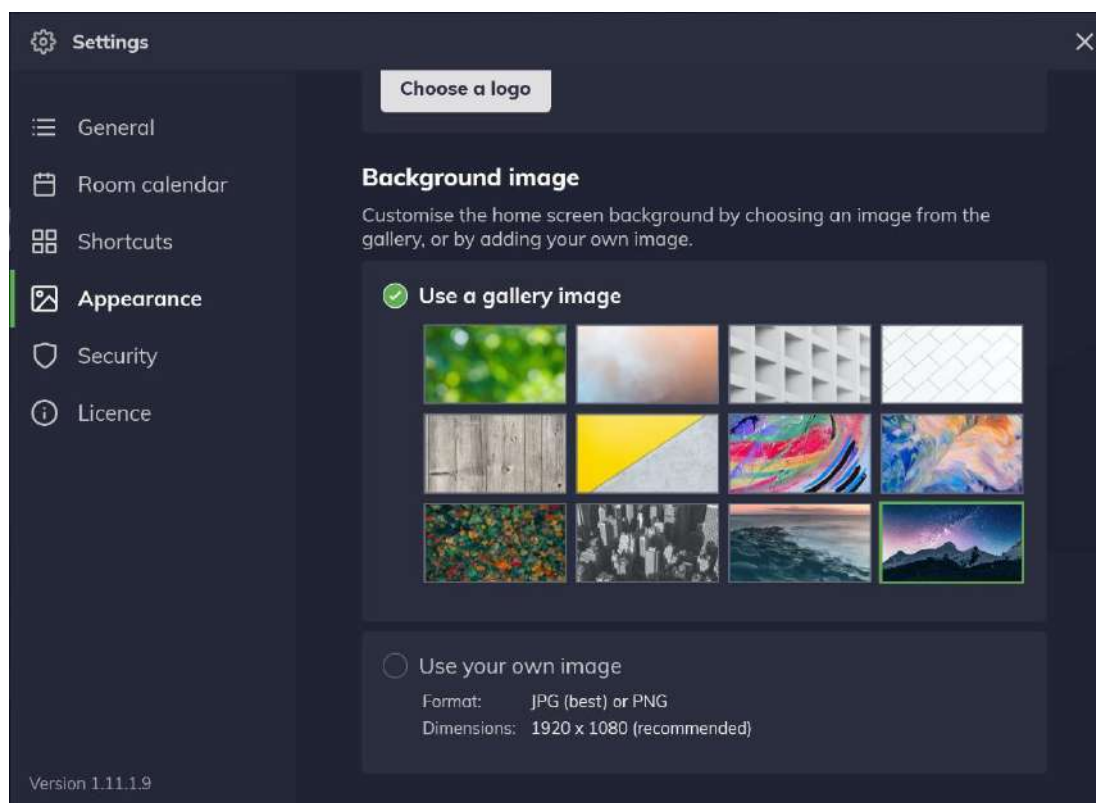 Settings
General
Room calendar
Shortcuts
Appearance
Security
Licence
Version 1.11.1.9
Choose a logo
Background image
Customise the home screen background by choosing an image from the
gallery, or by adding your own image.
Use a gallery image
Use your own image
Format: JPG (best) or PNG
Dimensions: 1920 x 1080 (recommended)